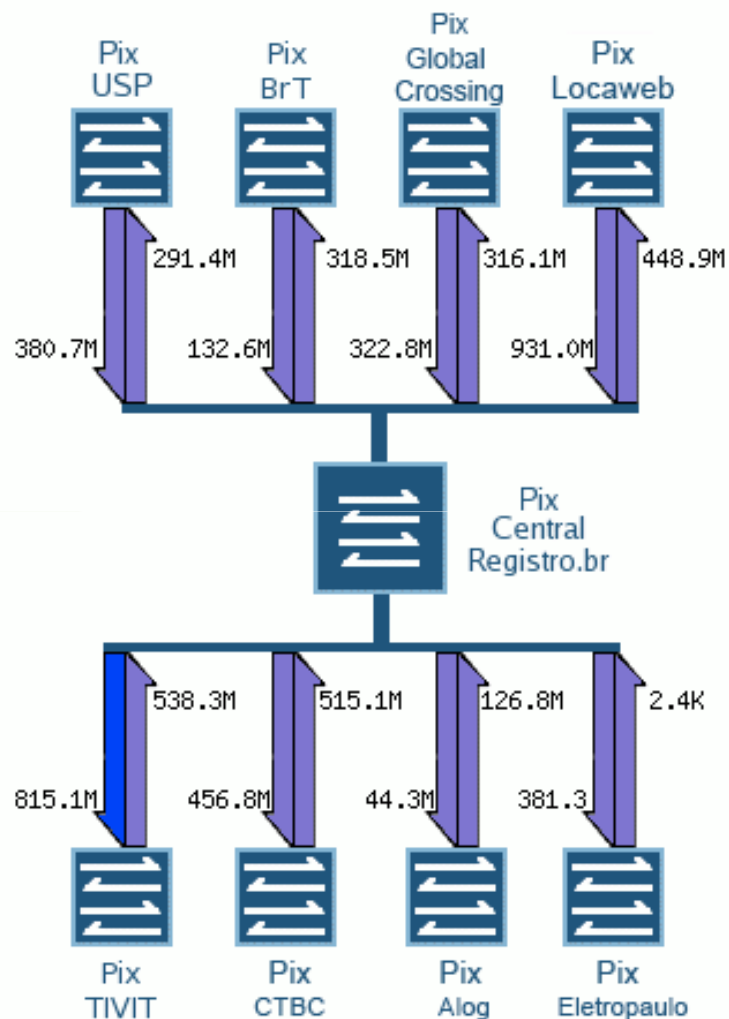 Pix
USP
Pix
BrT
Pix
Global
Crossing
Pix
Locaweb
291.4M
318.5M
316.1M
448.9M
380.7M
132.6M
322.8M
931.0M
Pix
Central
Registro.br
538.3M
515.1M
126.8M
2.4K
815.1M
456.8M
44.3M
381.3
Pix
TIVIT
Pix
CTBC
Pix
Alog
Pix
Eletropaulo